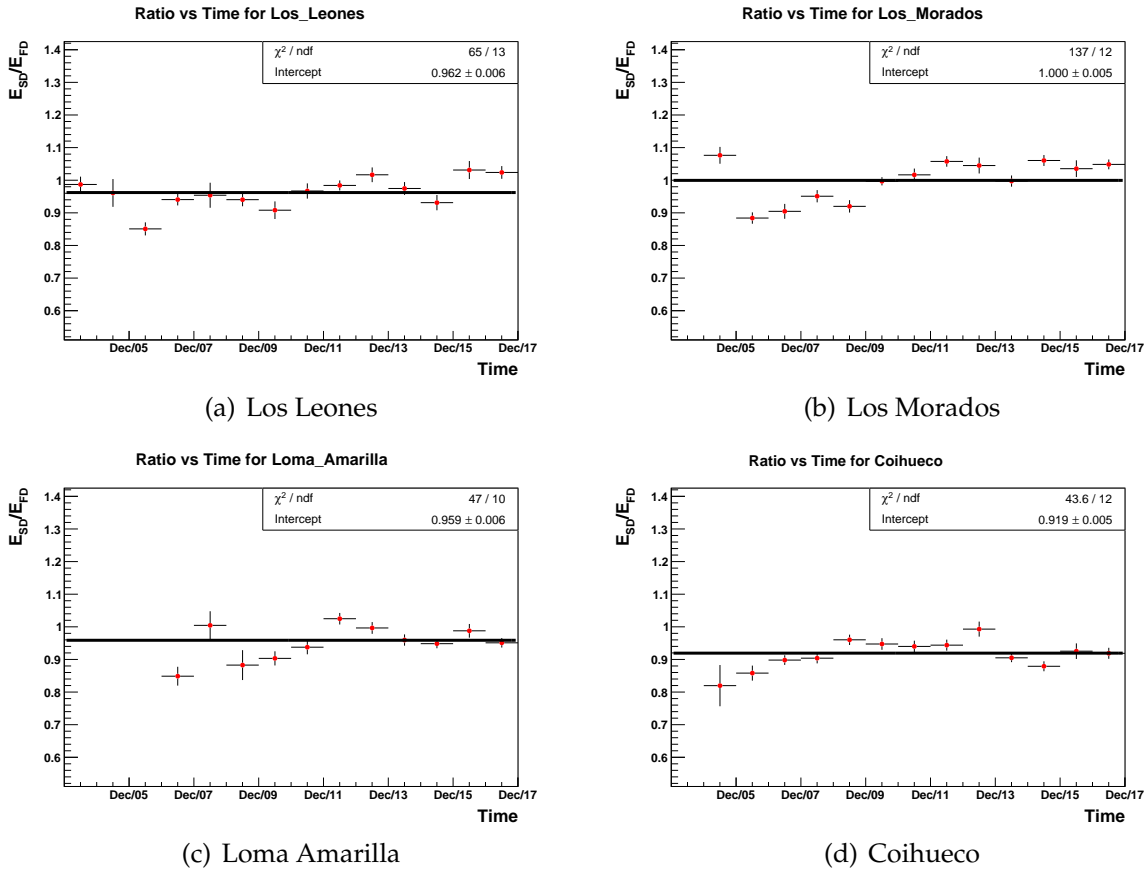 Ratio vs Time for Los_Leones
E_SD/E_FD
χ² / ndf 65 / 13
Intercept 0.962 ± 0.006
1.4
1.3
1.2
1.1
1
0.9
0.8
0.7
0.6
Dec/05 Dec/07 Dec/09 Dec/11 Dec/13 Dec/15 Dec/17
Time
(a) Los Leones
Ratio vs Time for Los_Morados
E_SD/E_FD
χ² / ndf 137 / 12
Intercept 1.000 ± 0.005
1.4
1.3
1.2
1.1
1
0.9
0.8
0.7
0.6
Dec/05 Dec/07 Dec/09 Dec/11 Dec/13 Dec/15 Dec/17
Time
(b) Los Morados
Ratio vs Time for Loma_Amarilla
E_SD/E_FD
χ² / ndf 47 / 10
Intercept 0.959 ± 0.006
1.4
1.3
1.2
1.1
1
0.9
0.8
0.7
0.6
Dec/05 Dec/07 Dec/09 Dec/11 Dec/13 Dec/15 Dec/17
Time
(c) Loma Amarilla
Ratio vs Time for Coihueco
E_SD/E_FD
χ² / ndf 43.6 / 12
Intercept 0.919 ± 0.005
1.4
1.3
1.2
1.1
1
0.9
0.8
0.7
0.6
Dec/05 Dec/07 Dec/09 Dec/11 Dec/13 Dec/15 Dec/17
Time
(d) Coihueco